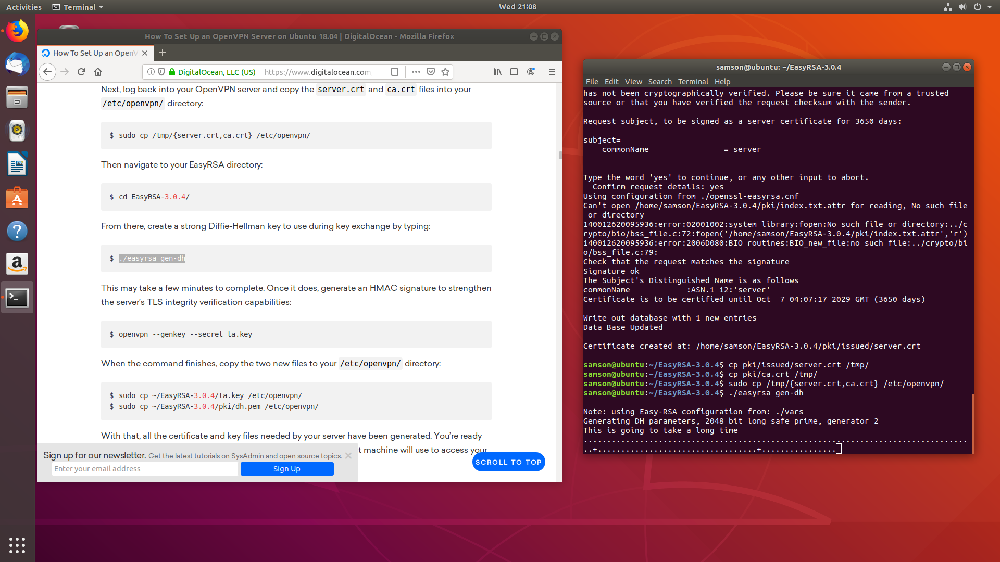 Activities
Terminal
Wed 21:08
How To Set Up an OpenVPN Server on Ubuntu 18.04 | DigitalOcean - Mozilla Firefox
How To Set Up an OpenV
DigitalOcean, LLC (US)
https://www.digitalocean.com
Next, log back into your OpenVPN server and copy the server.crt and ca.crt files into your
/etc/openvpn/ directory:
$ sudo cp /tmp/{server.crt,ca.crt} /etc/openvpn/
Then navigate to your EasyRSA directory:
$ cd EasyRSA-3.0.4/
From there, create a strong Diffie-Hellman key to use during key exchange by typing:
$ ./easyrsa gen-dh
This may take a few minutes to complete. Once it does, generate an HMAC signature to strengthen
the server’s TLS integrity verification capabilities:
$ openvpn --genkey --secret ta.key
When the command finishes, copy the two new files to your /etc/openvpn/ directory:
$ sudo cp ~/EasyRSA-3.0.4/ta.key /etc/openvpn/
$ sudo cp ~/EasyRSA-3.0.4/pki/dh.pem /etc/openvpn/
With that, all the certificate and key files needed by your server have been generated. You’re ready
t machine will use to access your
Sign up for our newsletter. Get the latest tutorials on SysAdmin and open source topics.
Enter your email address
Sign Up
SCROLL TO TOP
samson@ubuntu: ~/EasyRSA-3.0.4
File Edit View Search Terminal Help
has not been cryptographically verified. Please be sure it came from a trusted
source or that you have verified the request checksum with the sender.
Request subject, to be signed as a server certificate for 3650 days:
subject=
commonName                = server
Type the word 'yes' to continue, or any other input to abort.
Confirm request details: yes
Using configuration from ./openssl-easyrsa.cnf
Can't open /home/samson/EasyRSA-3.0.4/pki/index.txt.attr for reading, No such file
or directory
140012620095936:error:02001002:system library:fopen:No such file or directory:../c
rypto/bio/bss_file.c:72:fopen('/home/samson/EasyRSA-3.0.4/pki/index.txt.attr','r')
140012620095936:error:2006D080:BIO routines:BIO_new_file:no such file:../crypto/bi
o/bss_file.c:79:
Check that the request matches the signature
Signature ok
The Subject's Distinguished Name is as follows
commonName            :ASN.1 12:'server'
Certificate is to be certified until Oct  7 04:07:17 2029 GMT (3650 days)
Write out database with 1 new entries
Data Base Updated
Certificate created at: /home/samson/EasyRSA-3.0.4/pki/issued/server.crt
samson@ubuntu:~/EasyRSA-3.0.4$ cp pki/issued/server.crt /tmp/
samson@ubuntu:~/EasyRSA-3.0.4$ cp pki/ca.crt /tmp/
samson@ubuntu:~/EasyRSA-3.0.4$ sudo cp /tmp/{server.crt,ca.crt} /etc/openvpn/
samson@ubuntu:~/EasyRSA-3.0.4$ ./easyrsa gen-dh
Note: using Easy-RSA configuration from: ./vars
Generating DH parameters, 2048 bit long safe prime, generator 2
This is going to take a long time
..................................................................................
..+..................................+................